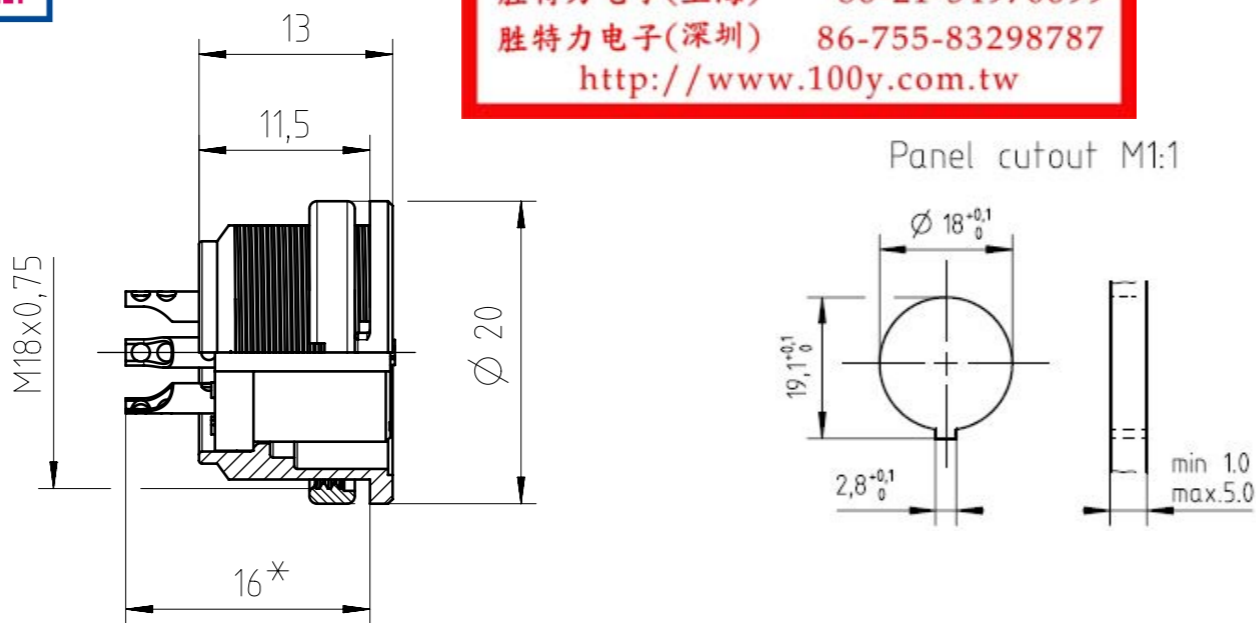 胜特力电子(深圳) 86-755-83298787
http://www.100y.com.tw
13
11,5
M18x0,75
Ø 20
16*
Panel cutout M1:1
Ø 18 +0,1 0
19,1 +0,1 0
2,8 +0,1 0
min 1.0
max.5.0